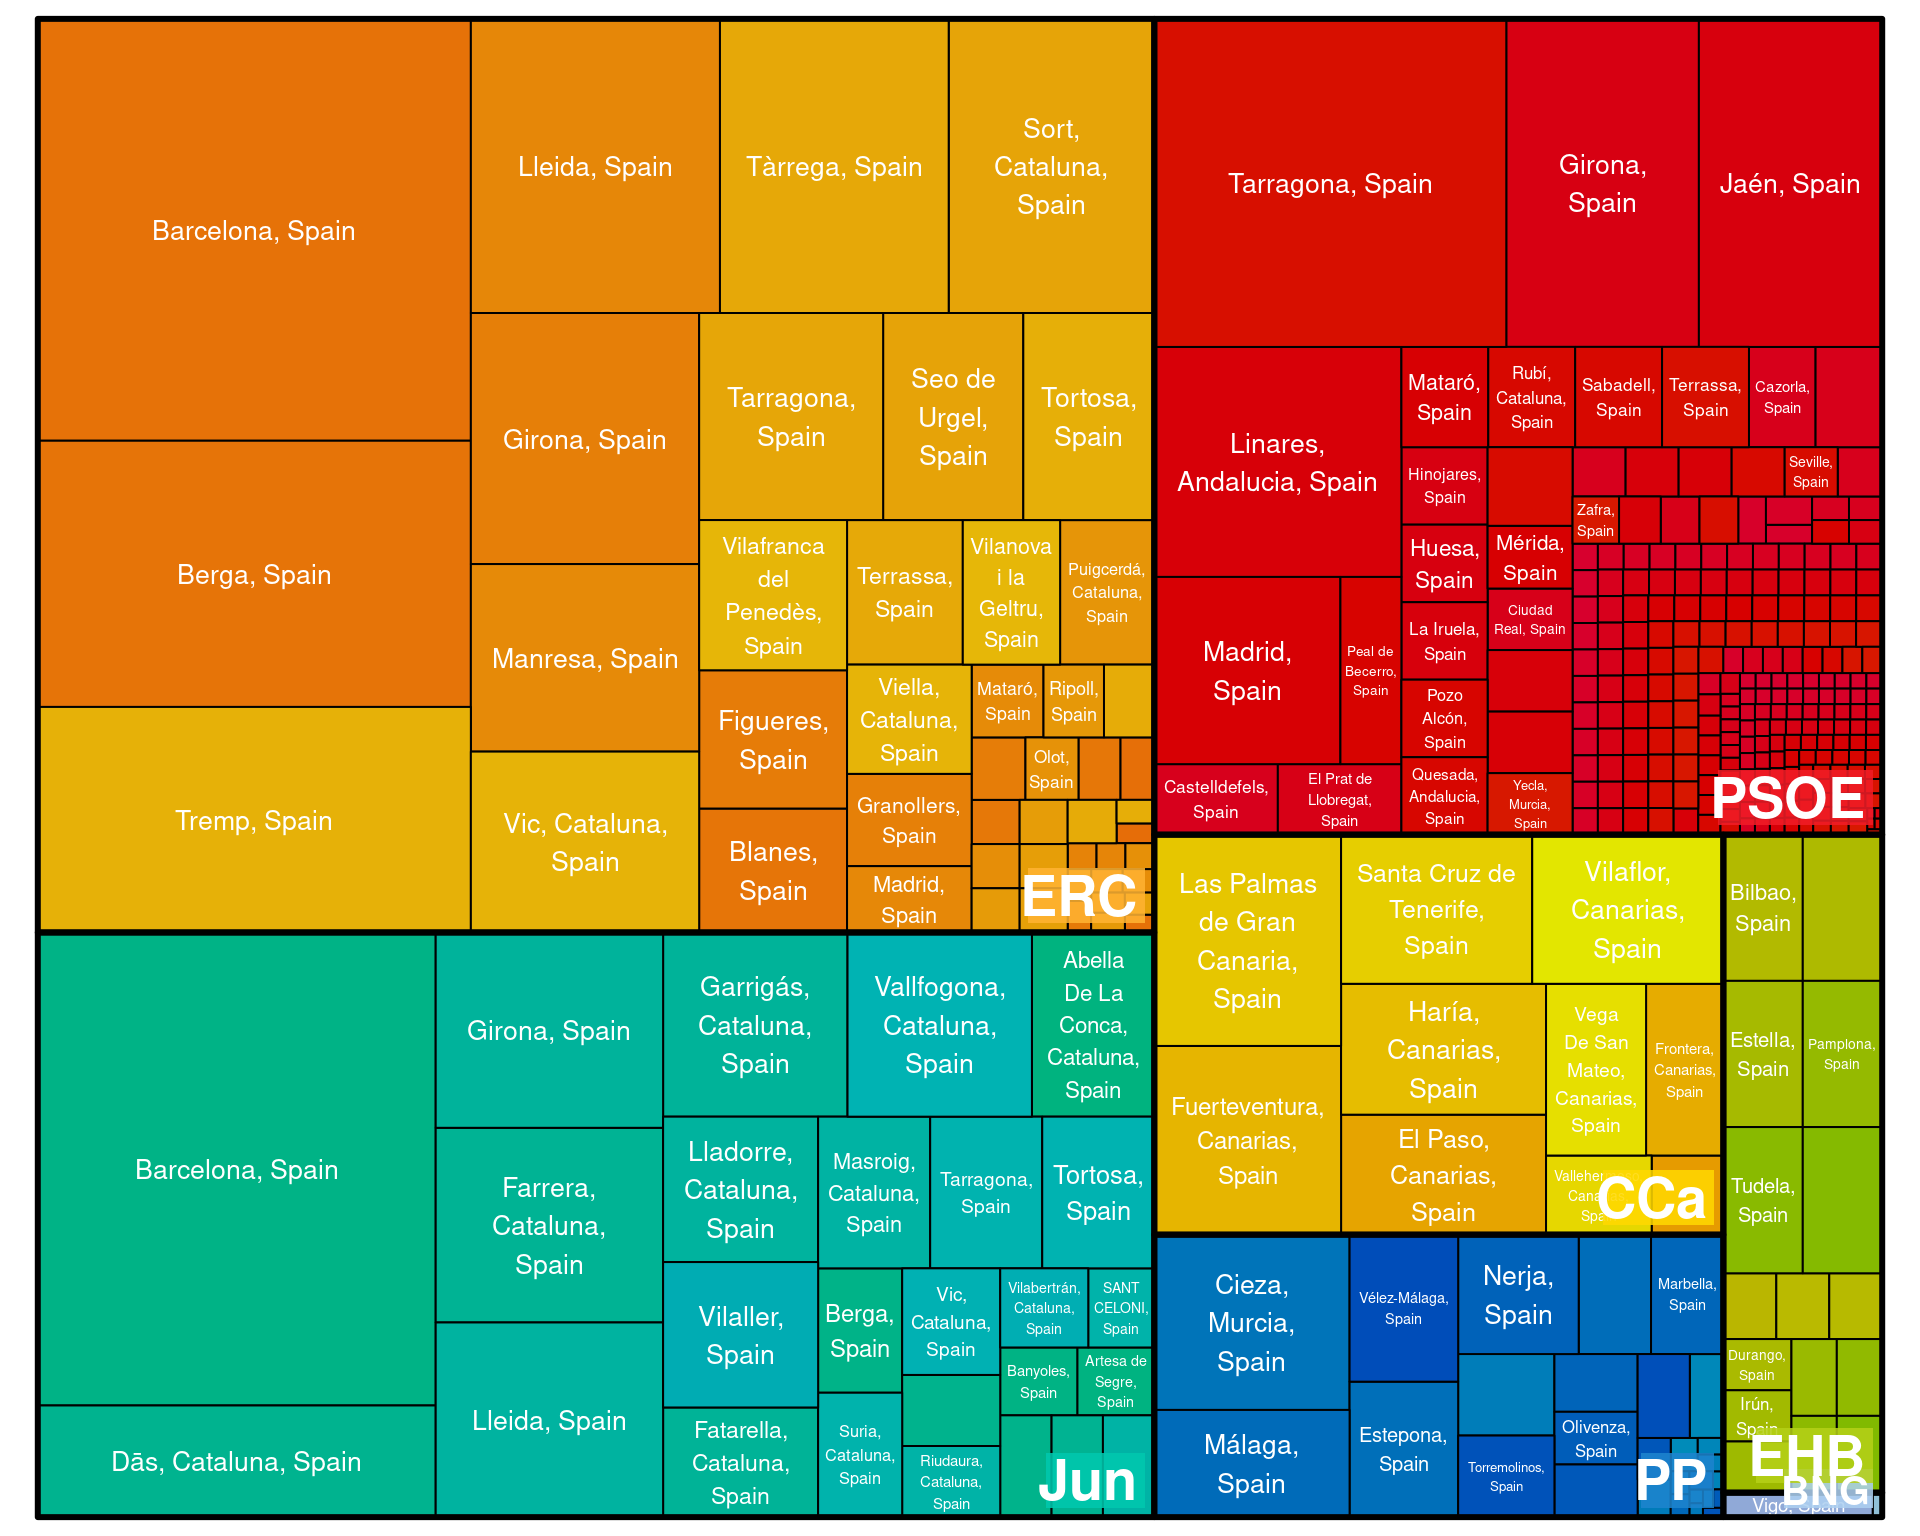 Barcelona, Spain
Berga, Spain
Tremp, Spain
Lleida, Spain
Tàrrega, Spain
Sort,
Cataluna,
Spain
Girona, Spain
Manresa, Spain
Vic, Cataluna,
Spain
Tarragona,
Spain
Seo de
Urgel,
Spain
Tortosa,
Spain
Vilafranca
del
Penedès,
Spain
Terrassa,
Spain
Vilanova
i la
Geltru,
Spain
Puigcerdá,
Cataluna,
Spain
Figueres,
Spain
Blanes,
Spain
Viella,
Cataluna,
Spain
Granollers,
Spain
Madrid,
Spain
Mataró,
Spain
Ripoll,
Spain
Olot,
Spain
ERC
Tarragona, Spain
Girona,
Spain
Jaén, Spain
Linares,
Andalucia, Spain
Madrid,
Spain
Peal de
Becerro,
Spain
Castelldefels,
Spain
El Prat de
Llobregat,
Spain
Mataró,
Spain
Rubí,
Cataluna,
Spain
Sabadell,
Spain
Terrassa,
Spain
Cazorla,
Spain
Hinojares,
Spain
Huesa,
Spain
La Iruela,
Spain
Pozo
Alcón,
Spain
Quesada,
Andalucia,
Spain
Mérida,
Spain
Ciudad
Real, Spain
Yecla,
Murcia,
Spain
Seville,
Spain
Zafra,
Spain
PSOE
Barcelona, Spain
Dās, Cataluna, Spain
Girona, Spain
Farrera,
Cataluna,
Spain
Lleida, Spain
Garrigás,
Cataluna,
Spain
Vallfogona,
Cataluna,
Spain
Abella
De La
Conca,
Cataluna,
Spain
Lladorre,
Cataluna,
Spain
Vilaller,
Spain
Fatarella,
Cataluna,
Spain
Masroig,
Cataluna,
Spain
Tarragona,
Spain
Tortosa,
Spain
Berga,
Spain
Suria,
Cataluna,
Spain
Vic,
Cataluna,
Spain
Riudaura,
Cataluna,
Spain
Vilabertrán,
Cataluna,
Spain
SANT
CELONI,
Spain
Banyoles,
Spain
Artesa de
Segre,
Spain
Jun
Las Palmas
de Gran
Canaria,
Spain
Fuerteventura,
Canarias,
Spain
Santa Cruz de
Tenerife,
Spain
Vilaflor,
Canarias,
Spain
Haría,
Canarias,
Spain
El Paso,
Canarias,
Spain
Vega
De San
Mateo,
Canarias,
Spain
Frontera,
Canarias,
Spain
CCa
Cieza,
Murcia,
Spain
Málaga,
Spain
Vélez-Málaga,
Spain
Estepona,
Spain
Nerja,
Spain
Marbella,
Spain
Torremolinos,
Spain
Olivenza,
Spain
PP
Bilbao,
Spain
Estella,
Spain
Pamplona,
Spain
Tudela,
Spain
Durango,
Spain
Irún,
Spain
EHB
BNG
Vigo, Spain